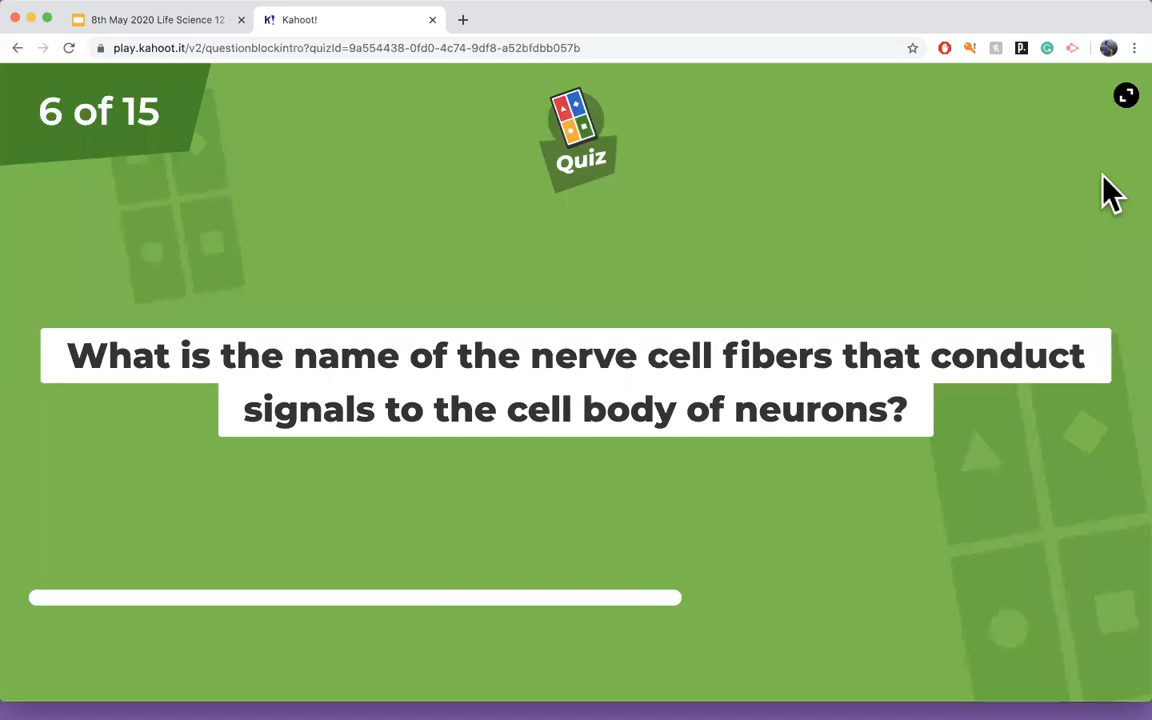 8th May 2020 Life Science 12
Kahoot!
play.kahoot.it/v2/questionblockintro?quizId=9a554438-0fd0-4c74-9df8-a52bfdbb057b
6 of 15
Quiz
What is the name of the nerve cell fibers that conduct
signals to the cell body of neurons?